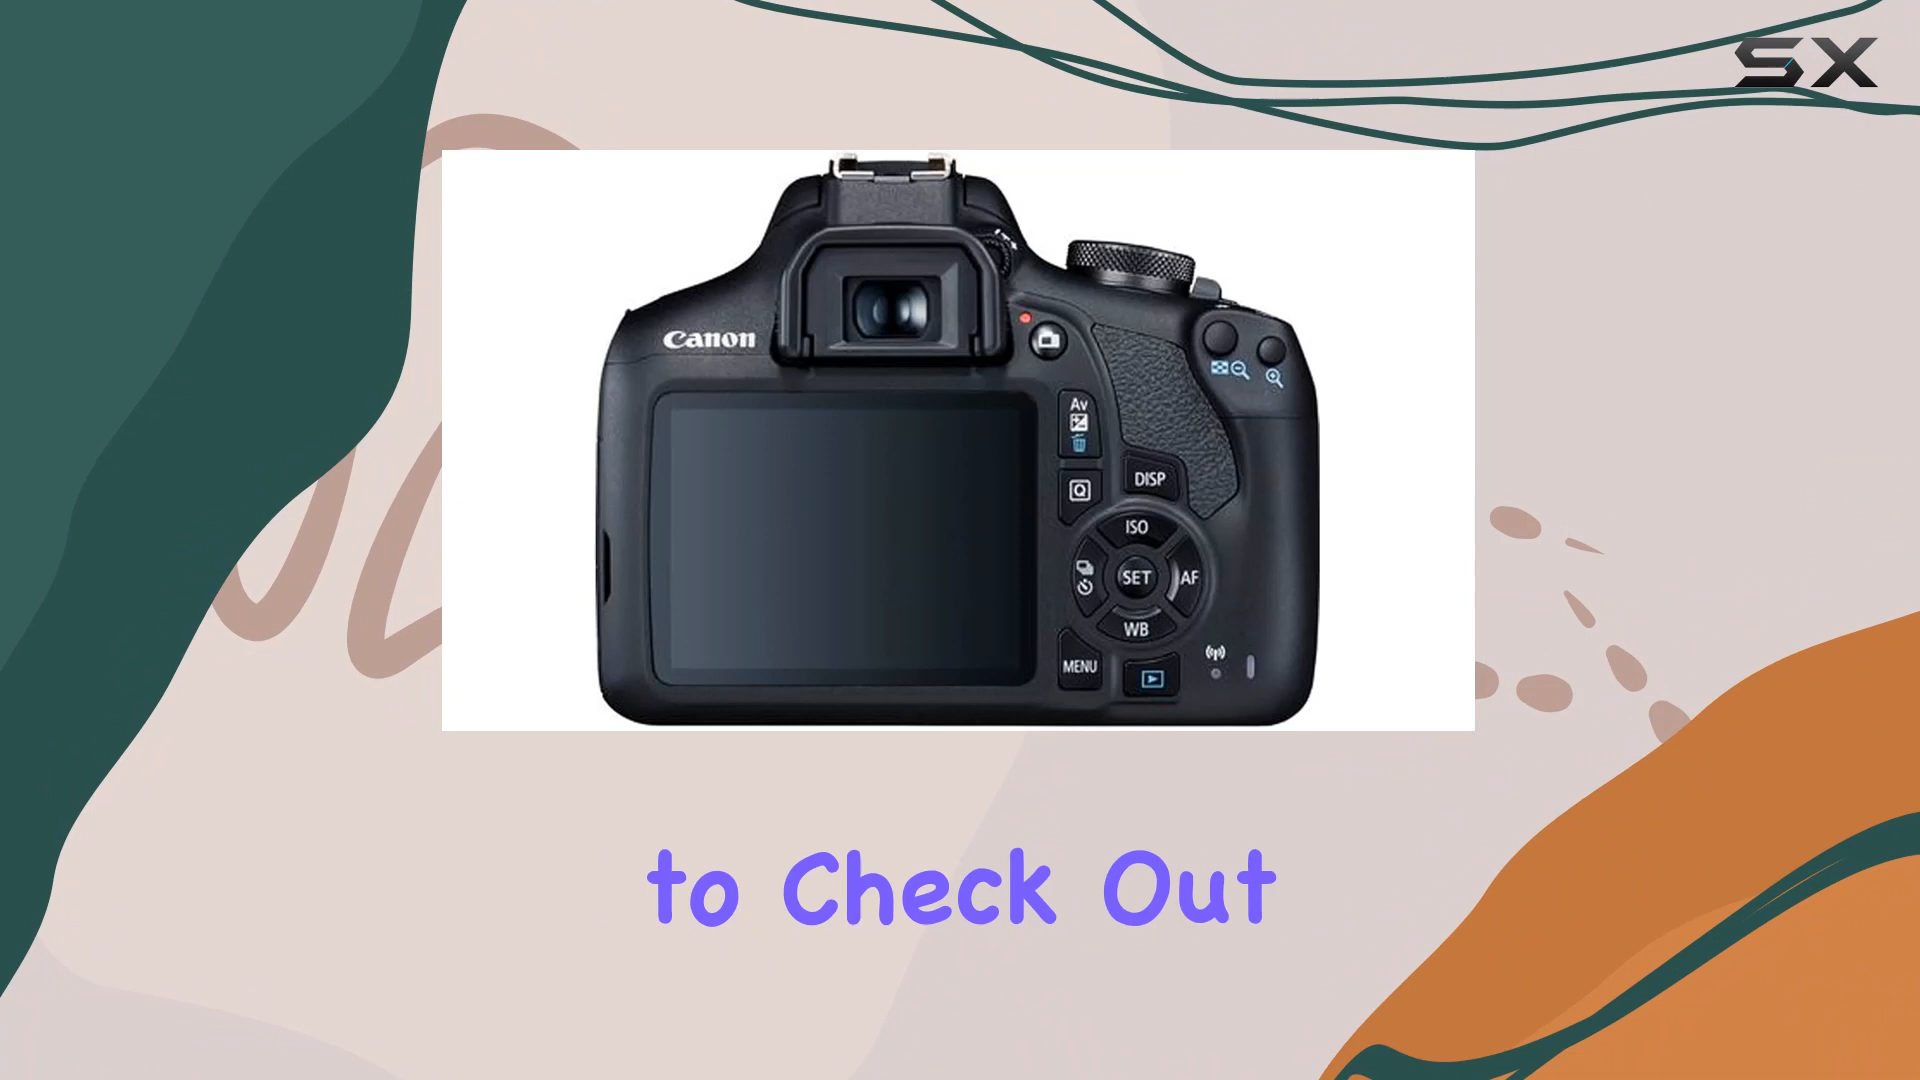 SX
Canon
Av
Q
DISP
ISO
SET
AF
WB
MENU
to Check Out